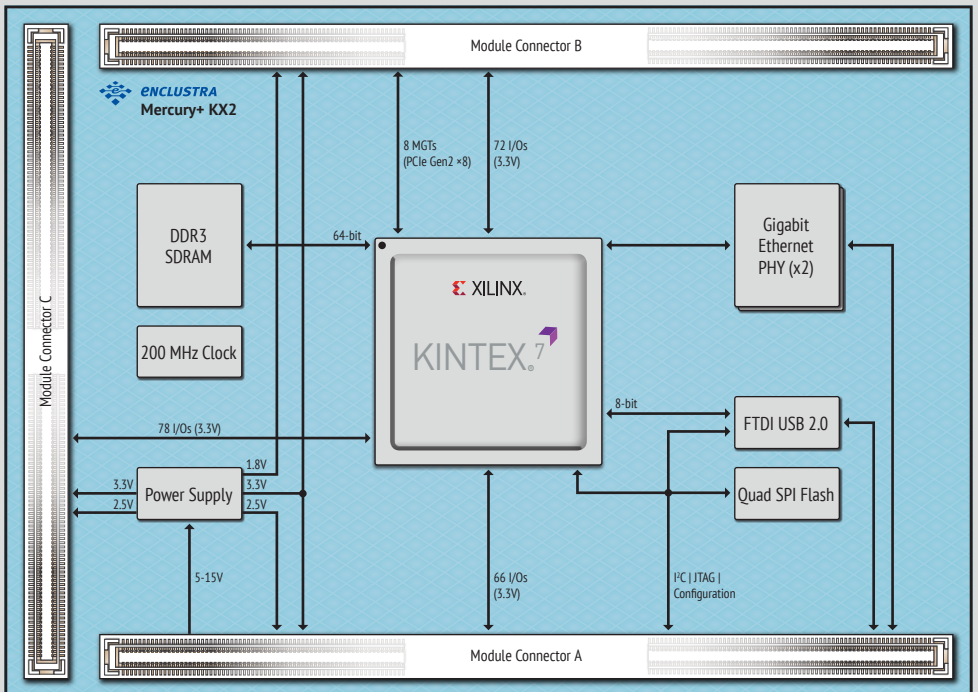 Module Connector B
ENCLUSTRA
Mercury+ KX2
8 MGTs
(PCIe Gen2 ×8)
72 I/Os
(3.3V)
DDR3
SDRAM
64-bit
Gigabit
Ethernet
PHY (x2)
XILINX®
KINTEX®7
200 MHz Clock
Module Connector C
8-bit
FTDI USB 2.0
78 I/Os (3.3V)
1.8V
3.3V
Power Supply
3.3V
2.5V
2.5V
Quad SPI Flash
5-15V
66 I/Os
(3.3V)
I²C | JTAG |
Configuration
Module Connector A